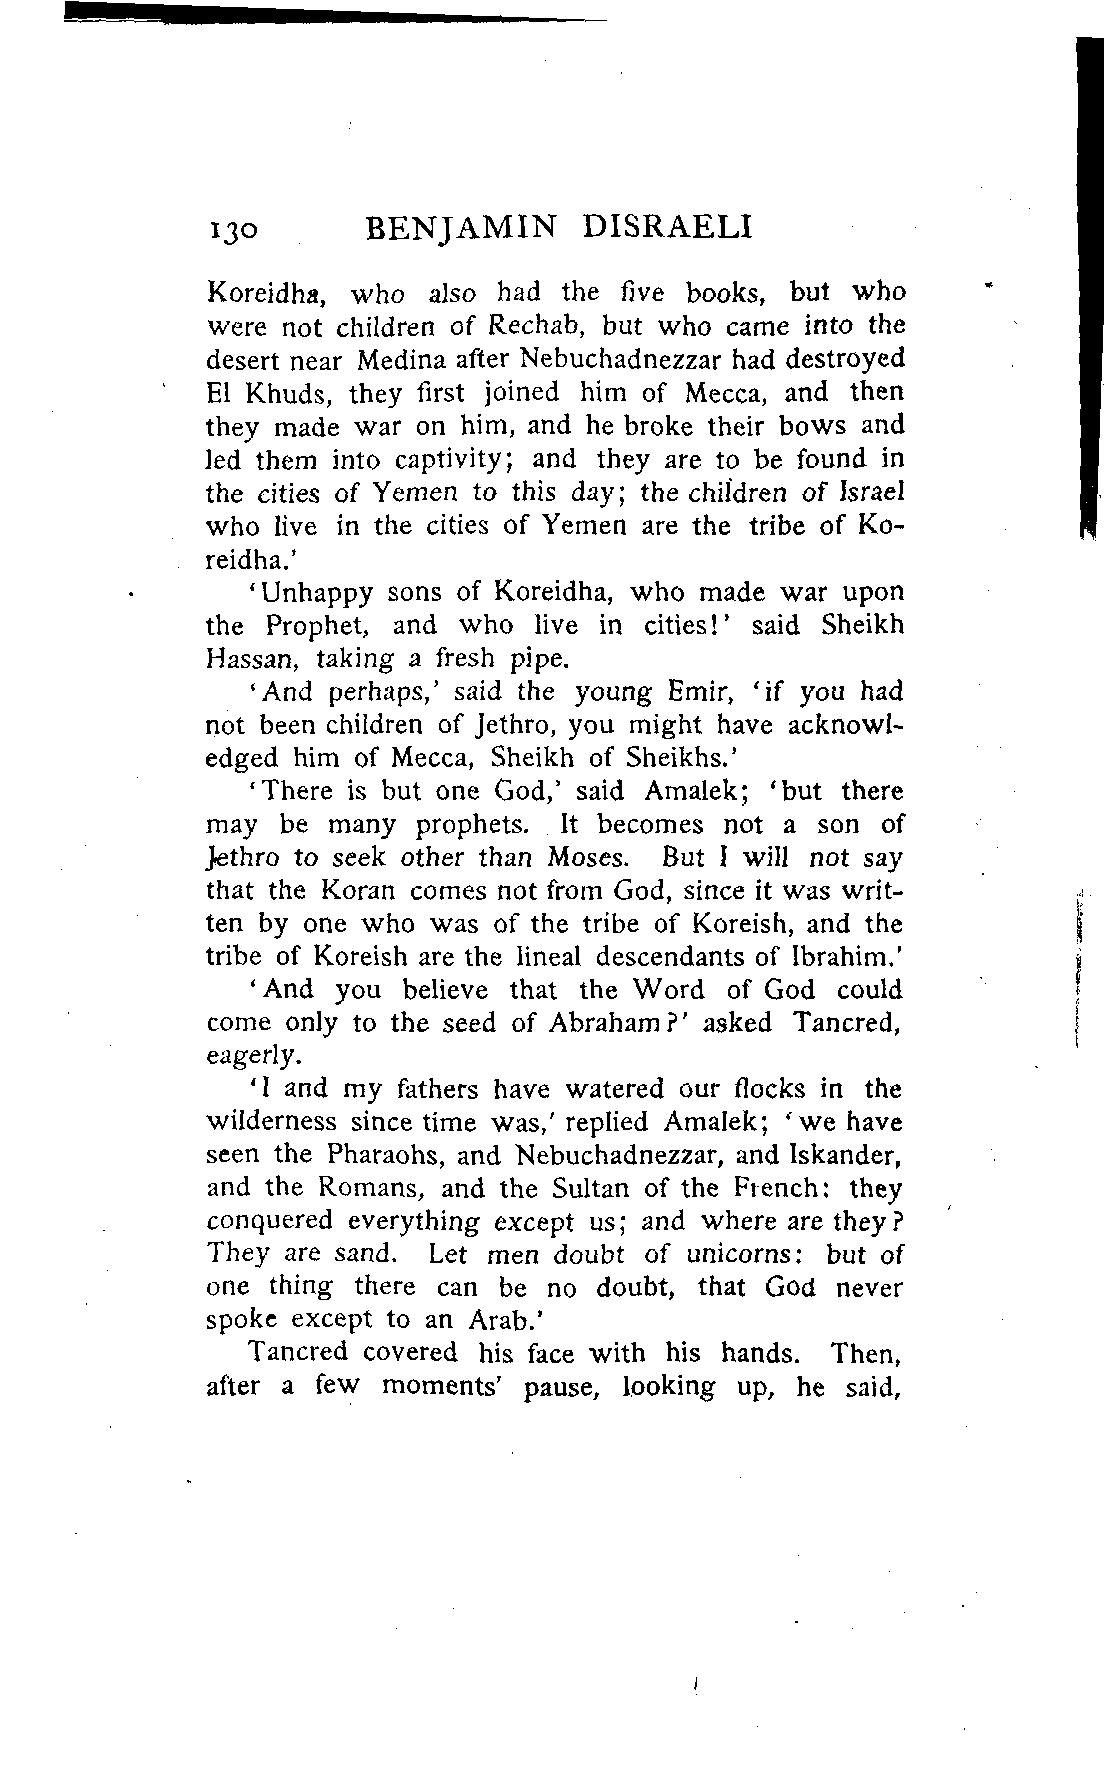 130 BENJAMIN DISRAELI
Koreidha, who also had the five books, but who
were not children of Rechab, but who came into the
desert near Medina after Nebuchadnezzar had destroyed
El Khuds, they first joined him of Mecca, and then
they made war on him, and he broke their bows and
led them into captivity; and they are to be found in
the cities of Yemen to this day; the children of Israel
who live in the cities of Yemen are the tribe of Ko-
reidha.'
'Unhappy sons of Koreidha, who made war upon
the Prophet, and who live in cities!' said Sheikh
Hassan, taking a fresh pipe.
'And perhaps,' said the young Emir, 'if you had
not been children of Jethro, you might have acknowl-
edged him of Mecca, Sheikh of Sheikhs.'
'There is but one God,' said Amalek; 'but there
may be many prophets. It becomes not a son of
Jethro to seek other than Moses. But I will not say
that the Koran comes not from God, since it was writ-
ten by one who was of the tribe of Koreish, and the
tribe of Koreish are the lineal descendants of Ibrahim.'
'And you believe that the Word of God could
come only to the seed of Abraham?' asked Tancred,
eagerly.
'I and my fathers have watered our flocks in the
wilderness since time was,' replied Amalek; 'we have
seen the Pharaohs, and Nebuchadnezzar, and Iskander,
and the Romans, and the Sultan of the French: they
conquered everything except us; and where are they?
They are sand. Let men doubt of unicorns: but of
one thing there can be no doubt, that God never
spoke except to an Arab.'
Tancred covered his face with his hands. Then,
after a few moments' pause, looking up, he said,